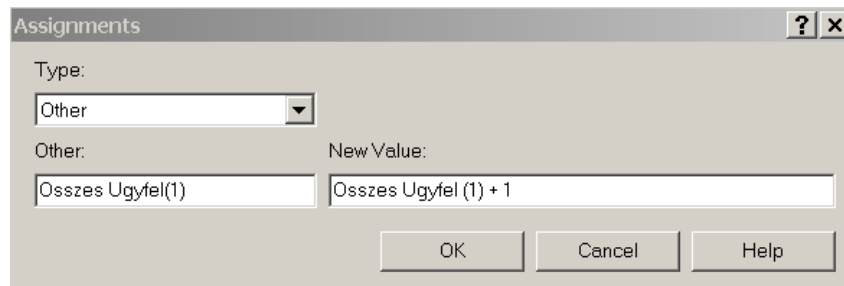 Assignments
Type:
Other
Other: New Value:
Osszes Ugyfel(1) Osszes Ugyfel (1) + 1
OK Cancel Help